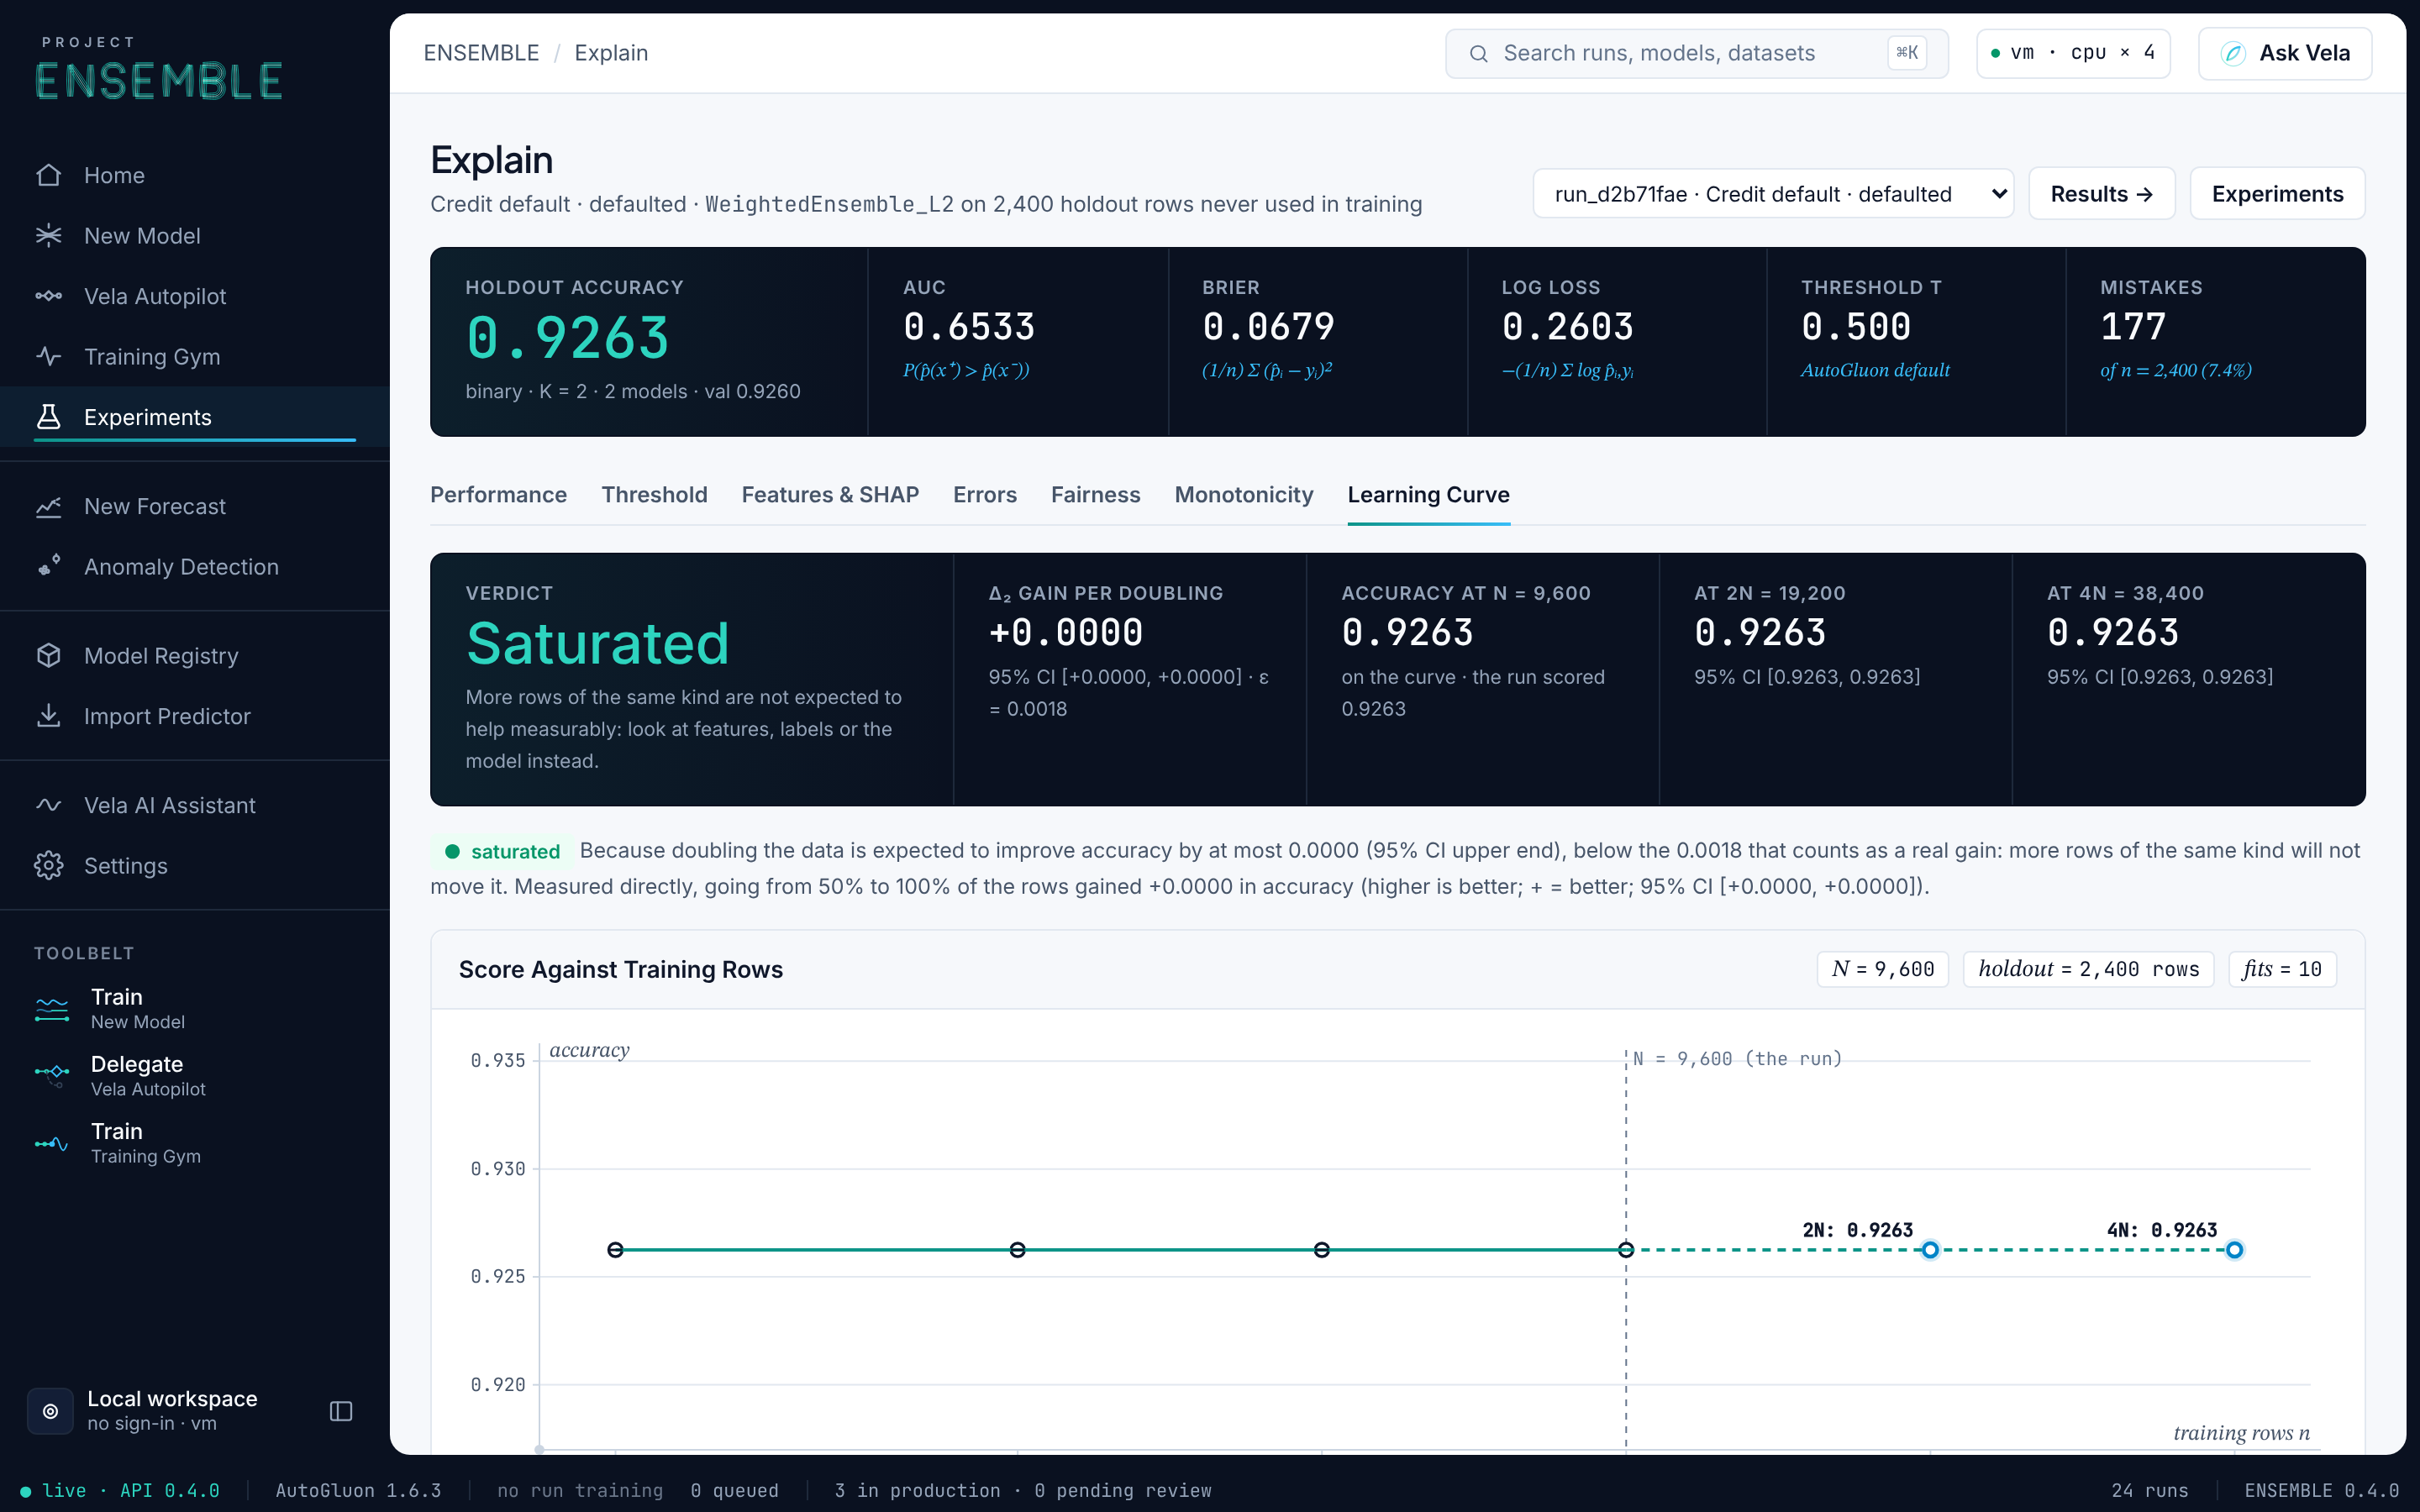 PROJECT
ENSEMBLE
Home
New Model
Vela Autopilot
Training Gym
Experiments
New Forecast
Anomaly Detection
Model Registry
Import Predictor
Vela AI Assistant
Settings
TOOLBELT
Train
New Model
Delegate
Vela Autopilot
Train
Training Gym
Local workspace
no sign-in · vm
ENSEMBLE / Explain
Search runs, models, datasets ⌘K
vm · cpu × 4
Ask Vela
Explain
Credit default · defaulted · WeightedEnsemble_L2 on 2,400 holdout rows never used in training
run_d2b71fae · Credit default · defaulted
Results →
Experiments
HOLDOUT ACCURACY
0.9263
binary · K = 2 · 2 models · val 0.9260
AUC
0.6533
P(p̂(x⁺) > p̂(x⁻))
BRIER
0.0679
(1/n) Σ (p̂ᵢ − yᵢ)²
LOG LOSS
0.2603
−(1/n) Σ log p̂ᵢ,yᵢ
THRESHOLD T
0.500
AutoGluon default
MISTAKES
177
of n = 2,400 (7.4%)
Performance
Threshold
Features & SHAP
Errors
Fairness
Monotonicity
Learning Curve
VERDICT
Saturated
More rows of the same kind are not expected to
help measurably: look at features, labels or the
model instead.
Δ₂ GAIN PER DOUBLING
+0.0000
95% CI [+0.0000, +0.0000] · ε
= 0.0018
ACCURACY AT N = 9,600
0.9263
on the curve · the run scored
0.9263
AT 2N = 19,200
0.9263
95% CI [0.9263, 0.9263]
AT 4N = 38,400
0.9263
95% CI [0.9263, 0.9263]
saturated Because doubling the data is expected to improve accuracy by at most 0.0000 (95% CI upper end), below the 0.0018 that counts as a real gain: more rows of the same kind will not
move it. Measured directly, going from 50% to 100% of the rows gained +0.0000 in accuracy (higher is better; + = better; 95% CI [+0.0000, +0.0000]).
Score Against Training Rows
N = 9,600
holdout = 2,400 rows
fits = 10
accuracy
0.935
0.930
0.925
0.920
N = 9,600 (the run)
2N: 0.9263
4N: 0.9263
training rows n
live · API 0.4.0
AutoGluon 1.6.3
no run training
0 queued
3 in production · 0 pending review
24 runs
ENSEMBLE 0.4.0